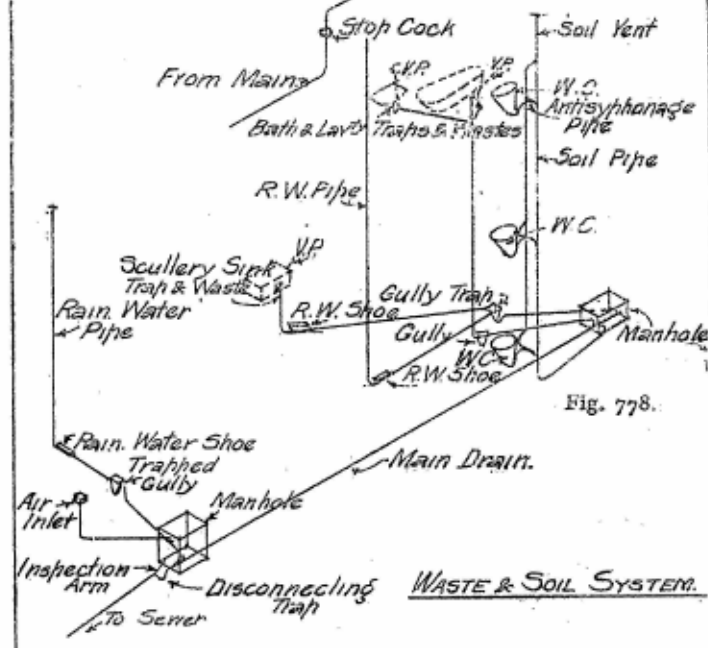 Stop Cock
Soil Vent
From Main
V.P.
V.P.
W.C.
Antisyphonage
Pipe
Bath & Lav'y Traps & Wastes
Soil Pipe
R.W. Pipe
W.C.
V.P.
Scullery Sink
Trap & Waste
Gully Trap
Rain Water
Pipe
R.W. Shoe
Gully
Manhole
W.C.
R.W. Shoe
Fig. 778.
Rain. Water Shoe
Trapped
Gully
Main Drain.
Air
Inlet
Manhole
Inspection
Arm
Disconnecting
Trap
WASTE & SOIL SYSTEM.
To Sewer